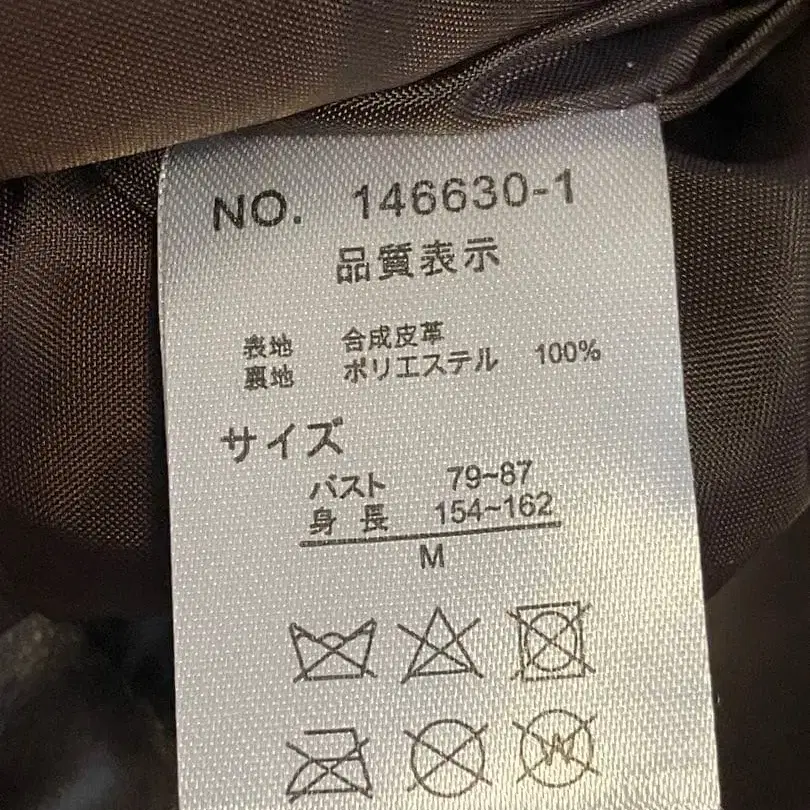 NO. 146630-1
品質表示
表地 合成皮革
裏地 ポリエステル 100%
サイズ
バスト 79~87
身長 154~162
M
W